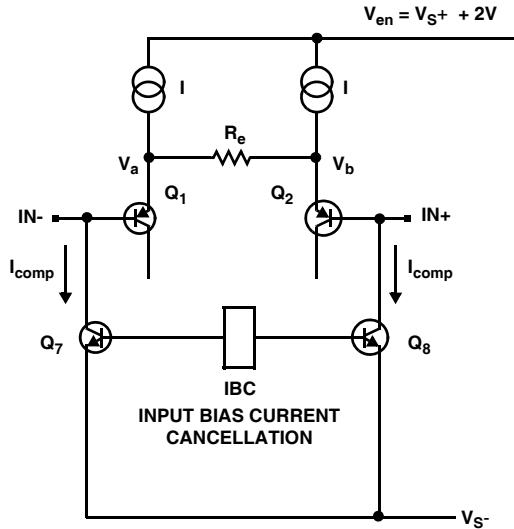 Ven = VS+ + 2V
I
I
Re
Va
Vb
Q1
Q2
IN-
IN+
Icomp
Icomp
Q7
Q8
IBC
INPUT BIAS CURRENT
CANCELLATION
VS-